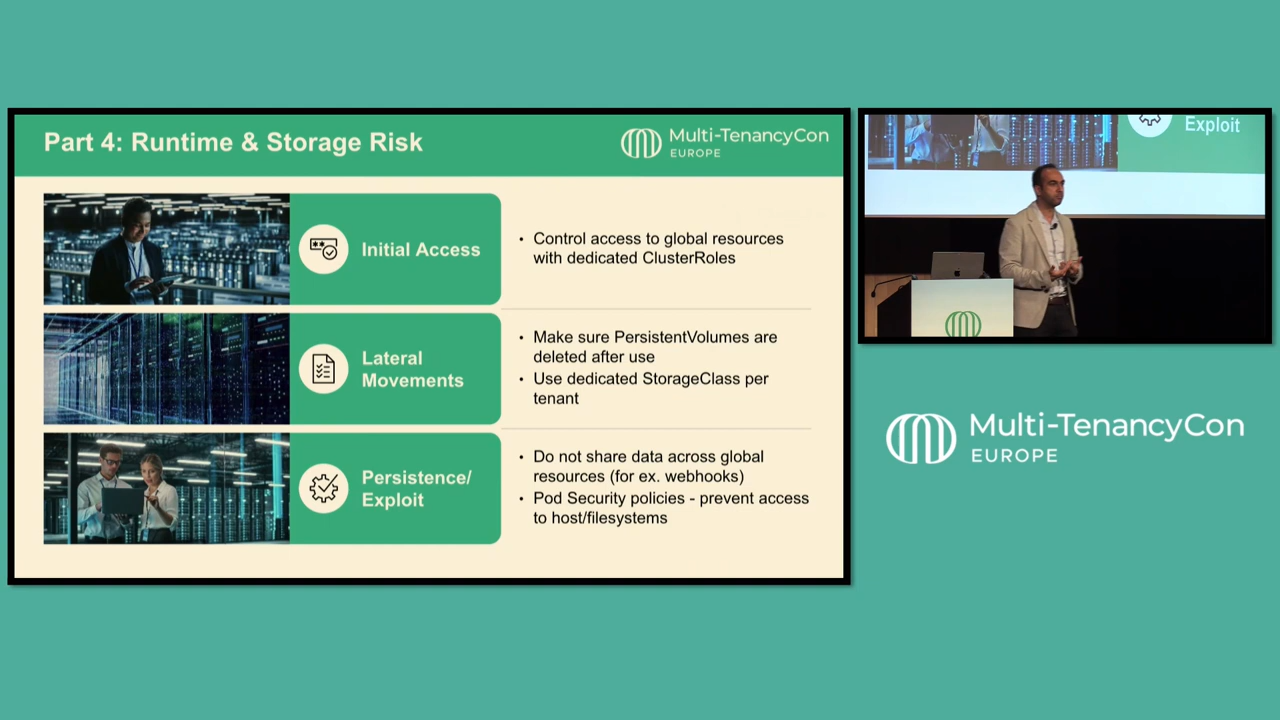 Part 4: Runtime & Storage Risk
Multi-TenancyCon
EUROPE
Initial Access
• Control access to global resources
with dedicated ClusterRoles
Lateral
Movements
• Make sure PersistentVolumes are
deleted after use
• Use dedicated StorageClass per
tenant
Persistence/
Exploit
• Do not share data across global
resources (for ex. webhooks)
• Pod Security policies - prevent access
to host/filesystems
Exploit
Multi-TenancyCon
EUROPE